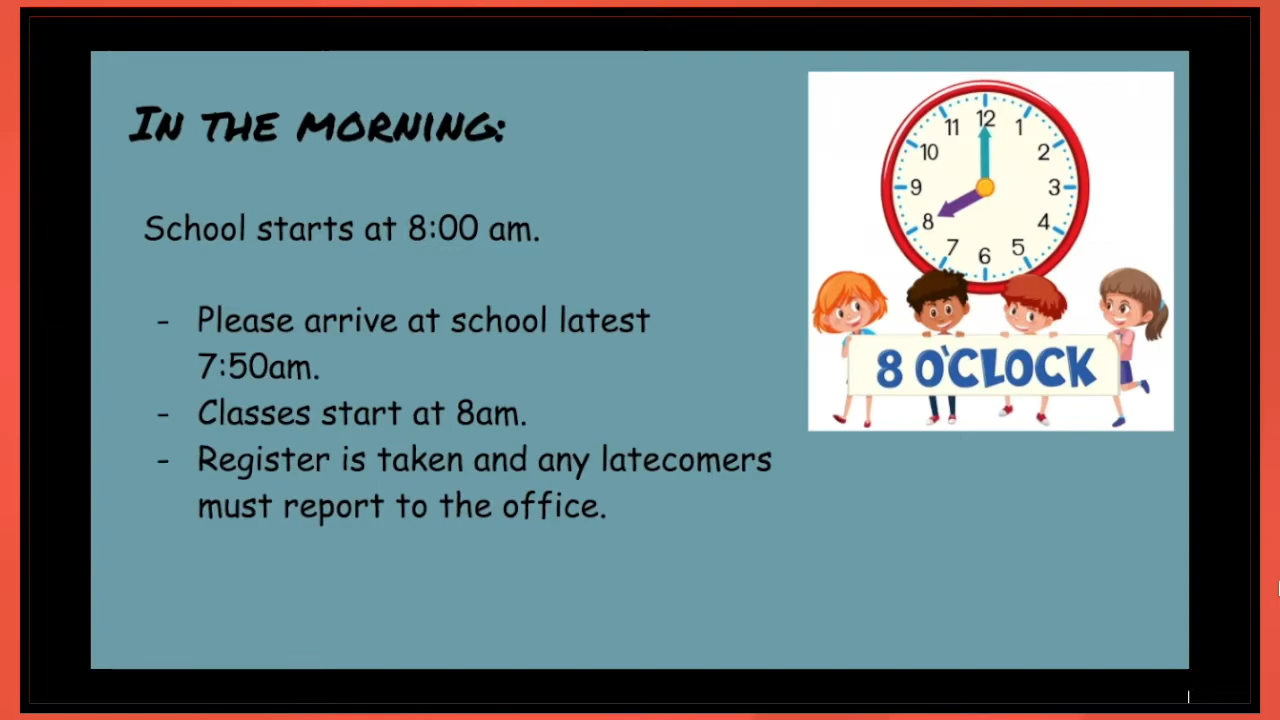 In the morning:
School starts at 8:00 am.
- Please arrive at school latest
7:50am.
- Classes start at 8am.
- Register is taken and any latecomers
must report to the office.
12
11 1
10 2
9 3
8 4
7 5
6
8 O'CLOCK